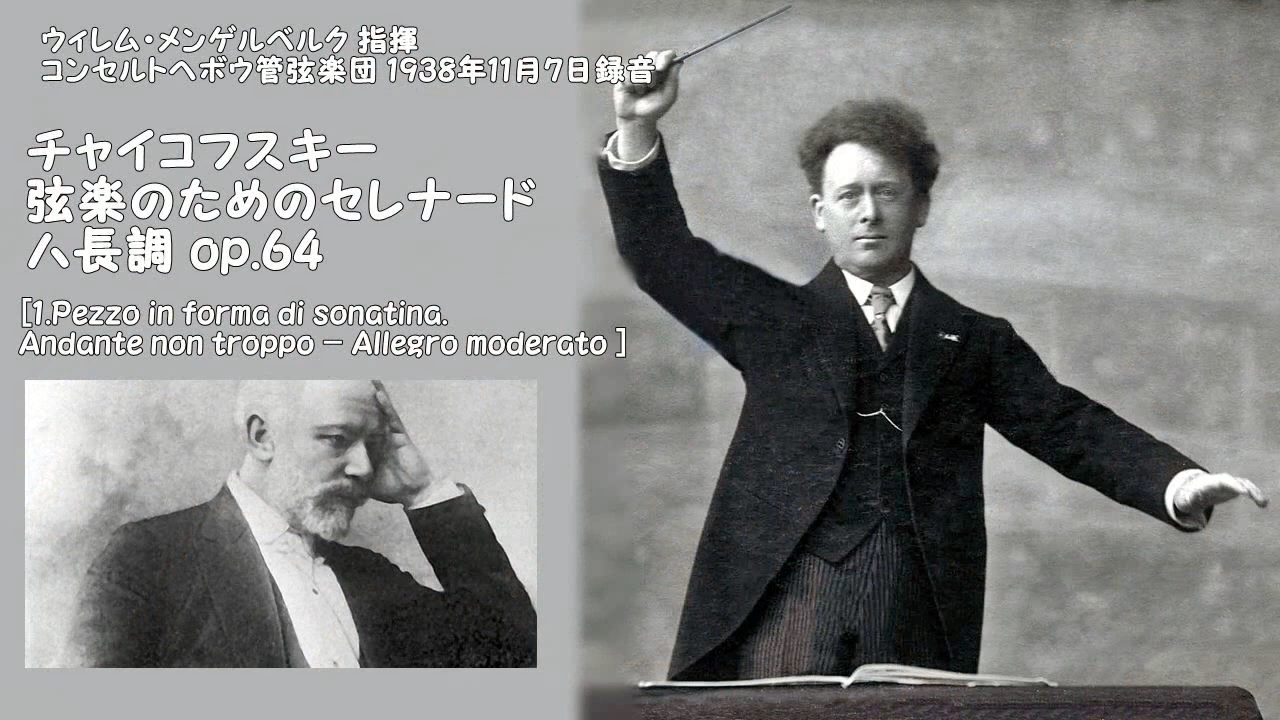 ウィレム・メンゲルベルク 指揮
コンセルトヘボウ管弦楽団 1938年11月7日録音
チャイコフスキー
弦楽のためのセレナード
ハ長調 op.64
[1.Pezzo in forma di sonatina.
Andante non troppo – Allegro moderato ]